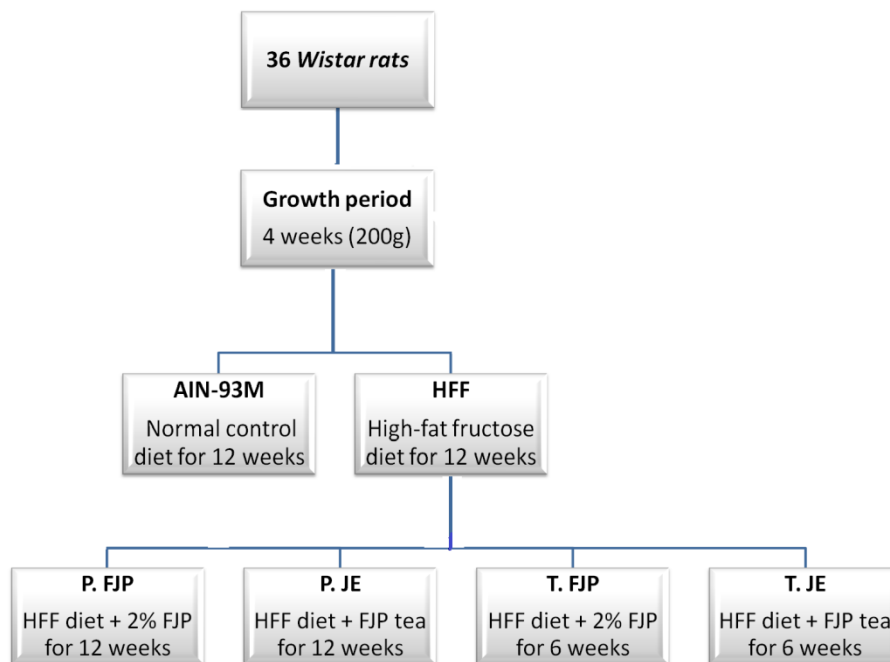 36 Wistar rats
Growth period
4 weeks (200g)
AIN-93M
Normal control
diet for 12 weeks
HFF
High-fat fructose
diet for 12 weeks
P. FJP
HFF diet + 2% FJP
for 12 weeks
P. JE
HFF diet + FJP tea
for 12 weeks
T. FJP
HFF diet + 2% FJP
for 6 weeks
T. JE
HFF diet + FJP tea
for 6 weeks